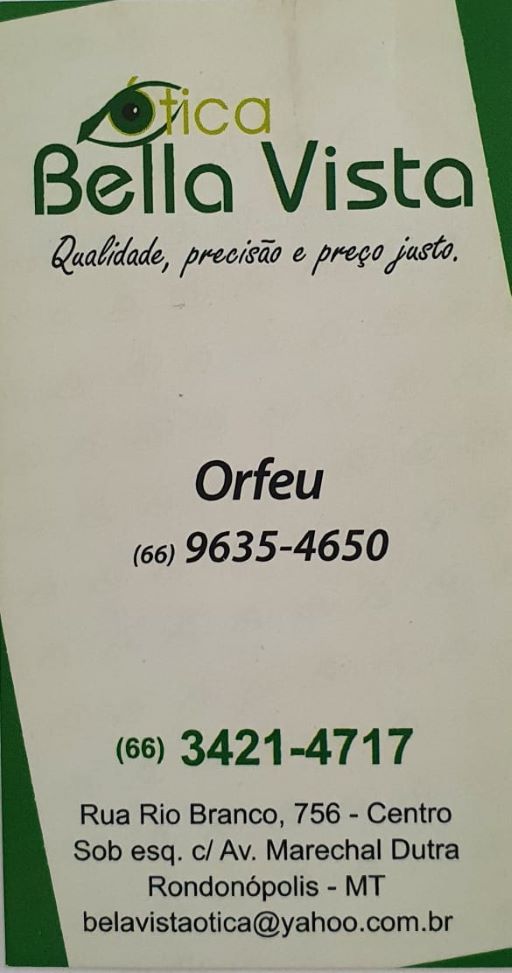 Ótica
Bella Vista
Qualidade, precisão e preço justo.
Orfeu
(66) 9635-4650
(66) 3421-4717
Rua Rio Branco, 756 - Centro
Sob esq. c/ Av. Marechal Dutra
Rondonópolis - MT
belavistaotica@yahoo.com.br